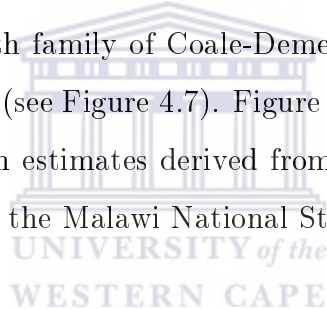 th family of Coale-Deme
(see Figure 4.7). Figure
n estimates derived from
the Malawi National St
UNIVERSITY of the
WESTERN CAPE